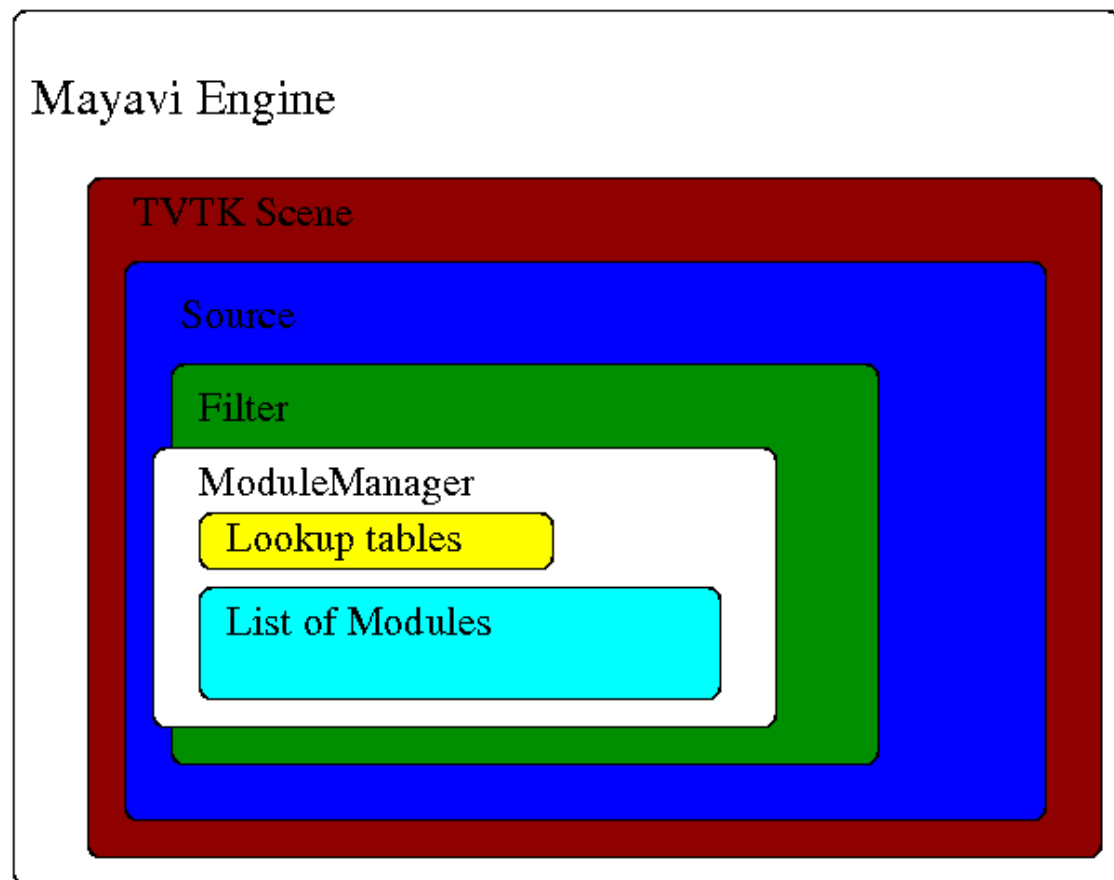 Mayavi Engine
TVTK Scene
Source
Filter
ModuleManager
Lookup tables
List of Modules